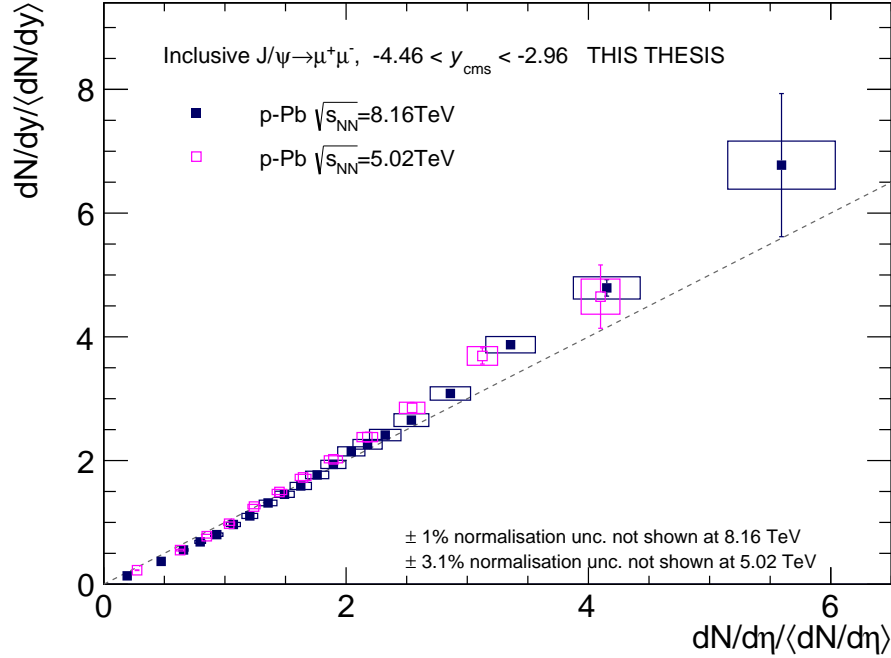 dN/dy/⟨dN/dy⟩
Inclusive J/ψ→μ⁺μ⁻, -4.46 < y_cms < -2.96 THIS THESIS
8
p-Pb √s_NN=8.16TeV
p-Pb √s_NN=5.02TeV
6
4
2
± 1% normalisation unc. not shown at 8.16 TeV
± 3.1% normalisation unc. not shown at 5.02 TeV
0
0 2 4 6
dN/dη/⟨dN/dη⟩